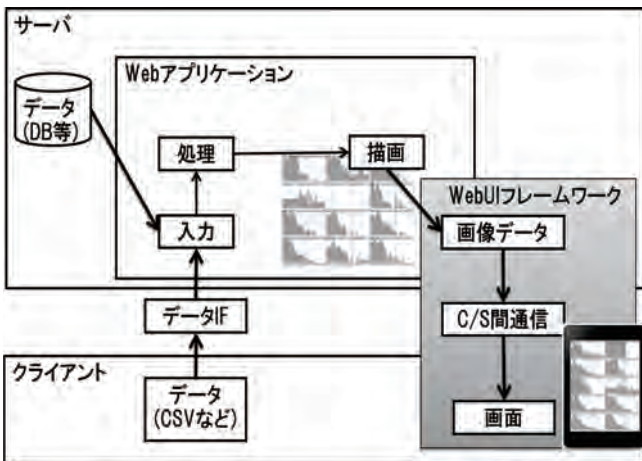 サーバ
Webアプリケーション
データ
(DB等)
処理
描画
WebUIフレームワーク
入力
画像データ
データIF
C/S間通信
クライアント
データ
(CSVなど)
画面